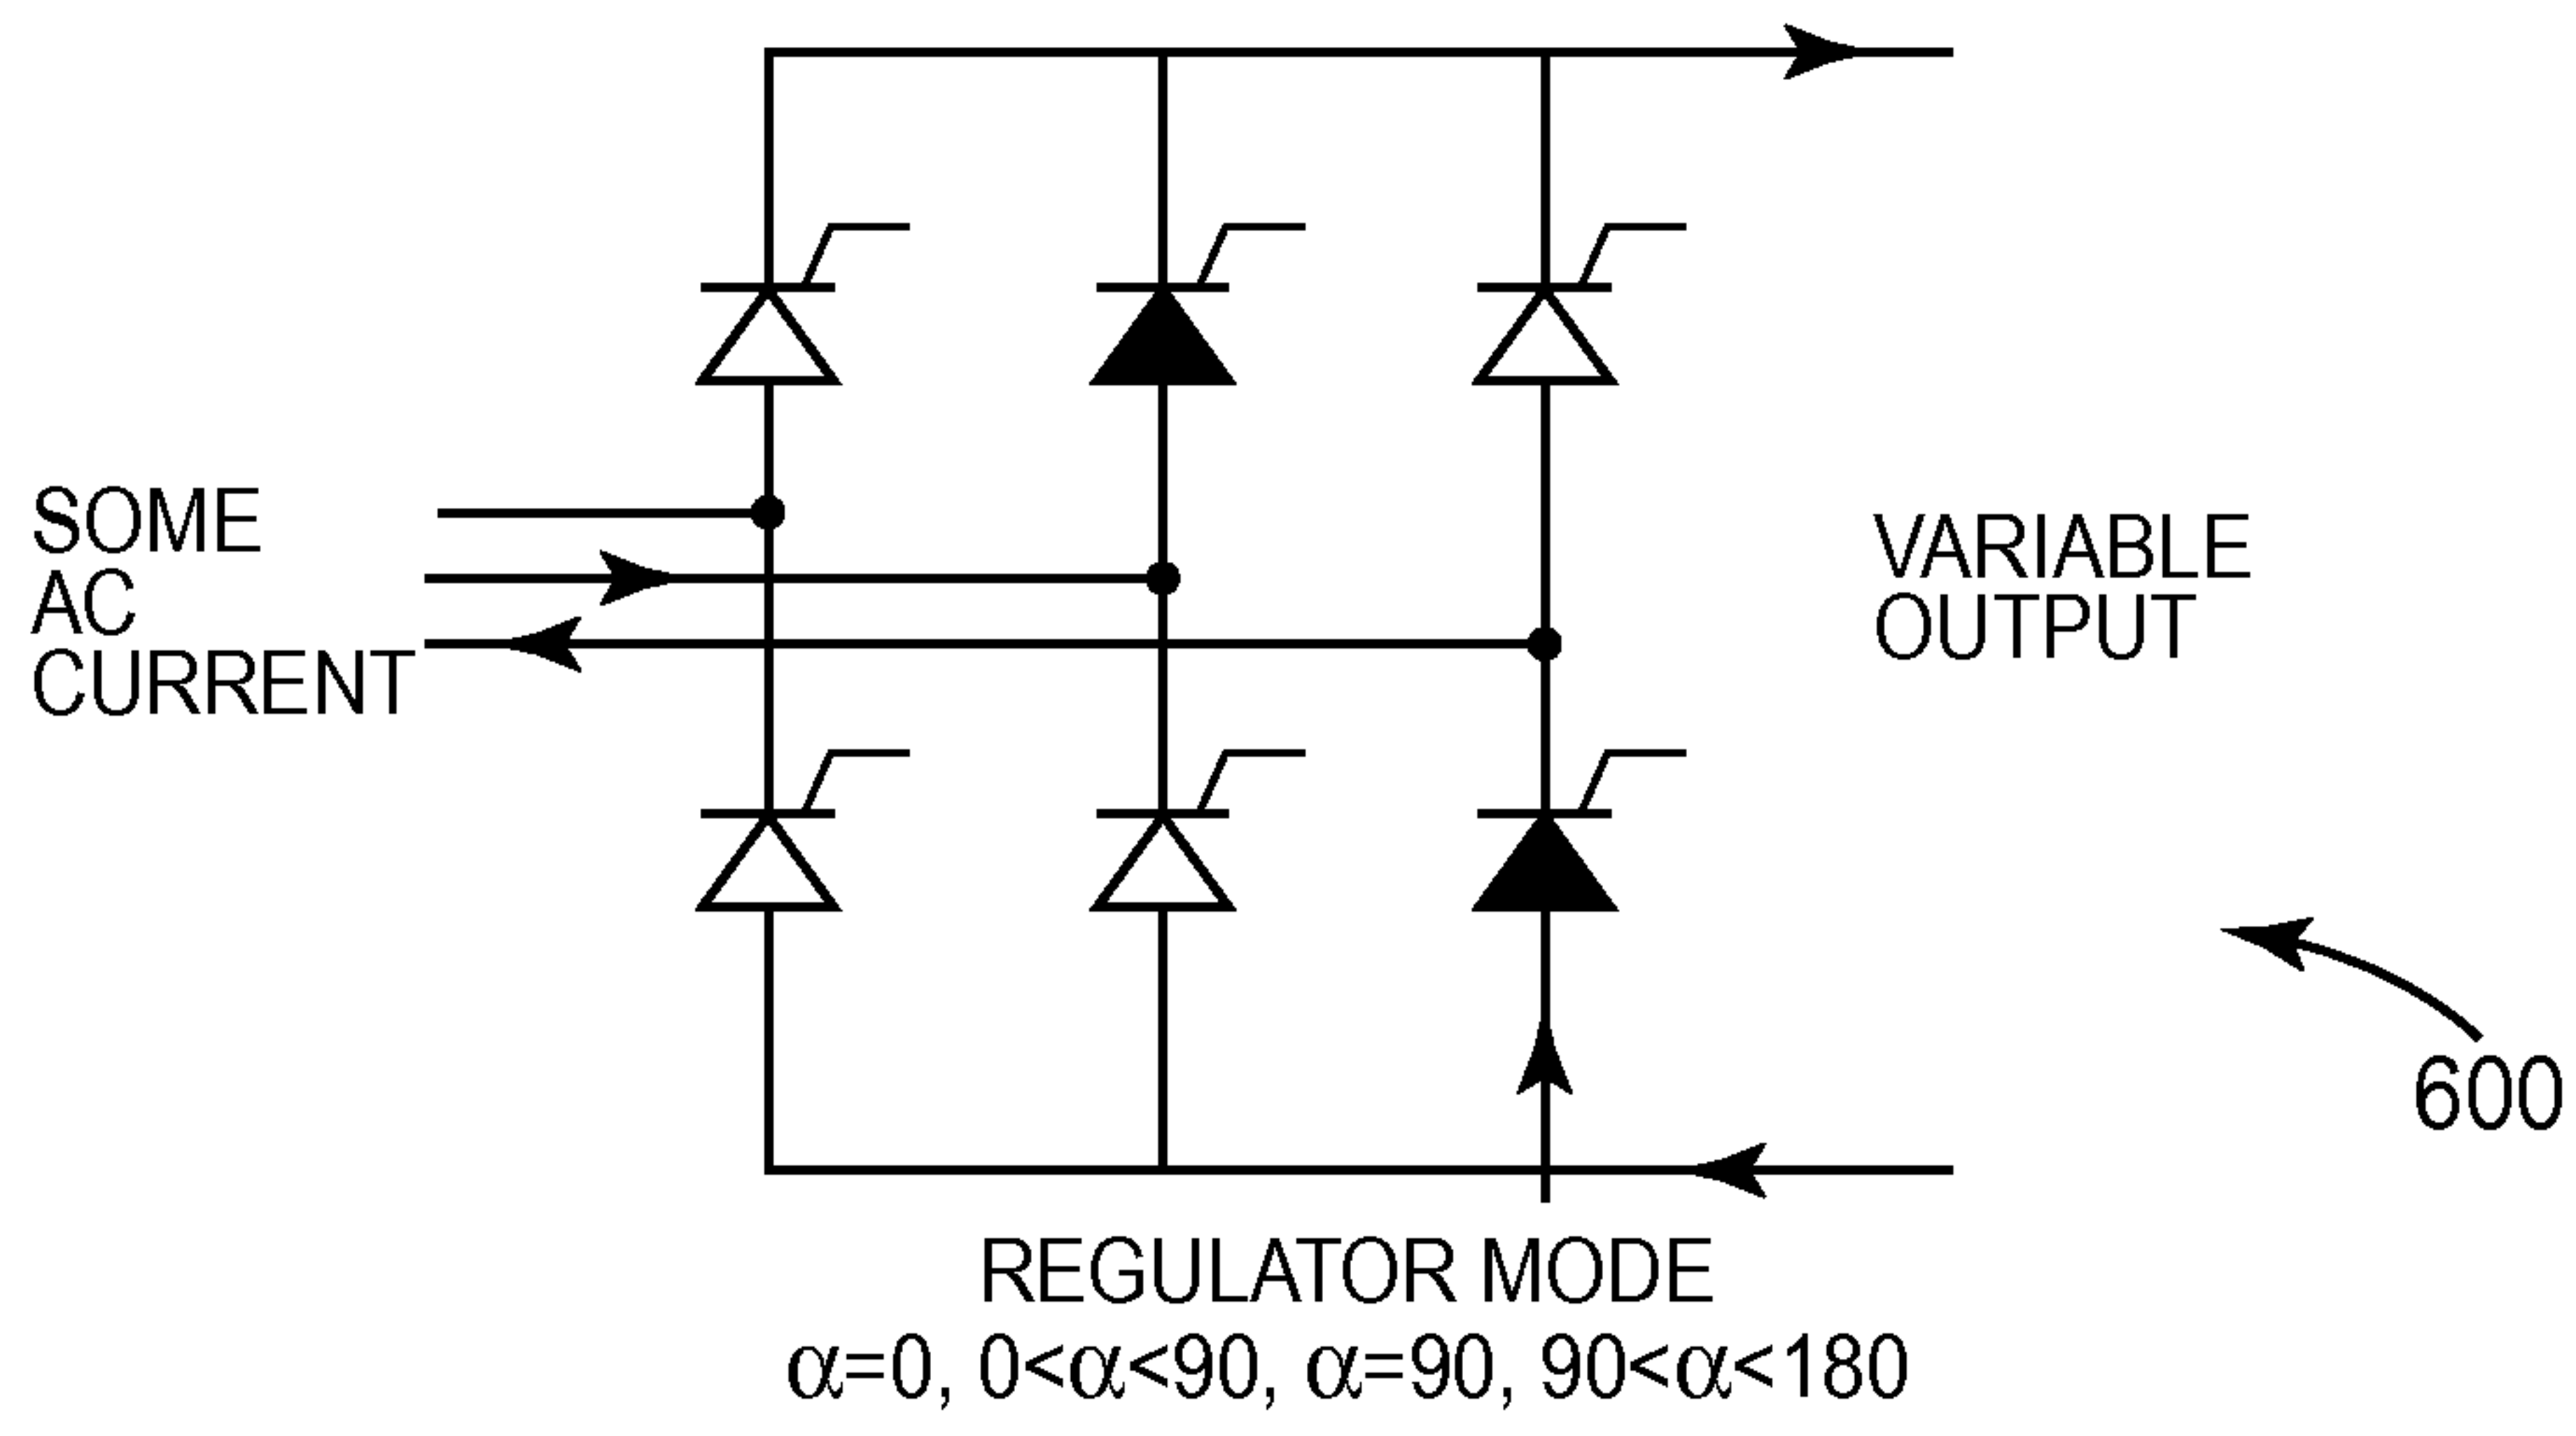 SOME
AC
CURRENT
VARIABLE
OUTPUT
600
REGULATOR MODE
α=0, 0<α<90, α=90, 90<α<180